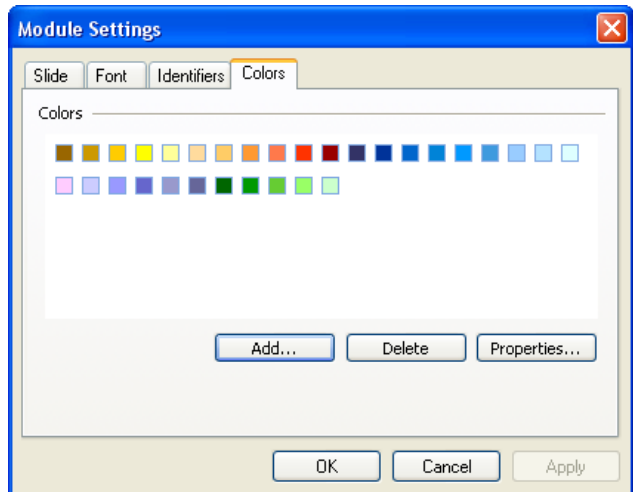 Module Settings
Slide Font Identifiers Colors
Colors
Add... Delete Properties...
OK Cancel Apply